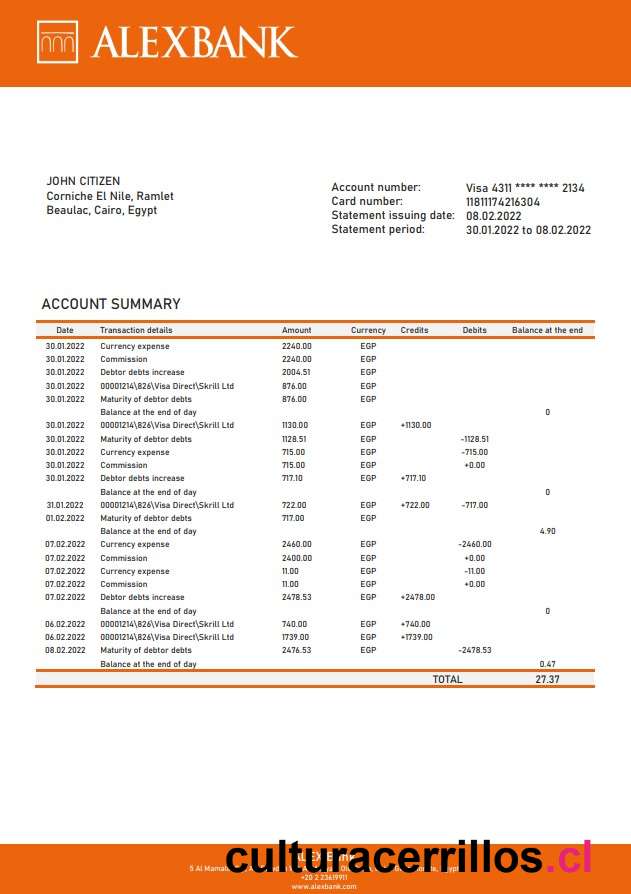 ALEXBANK
JOHN CITIZEN
Corniche El Nile, Ramlet
Beaulac, Cairo, Egypt
Account number: Visa 4311 **** **** 2134
Card number: 11811174216304
Statement issuing date: 08.02.2022
Statement period: 30.01.2022 to 08.02.2022
ACCOUNT SUMMARY
Date Transaction details Amount Currency Credits Debits Balance at the end
30.01.2022 Currency expense 2240.00 EGP
30.01.2022 Commission 2240.00 EGP
30.01.2022 Debtor debts increase 2004.51 EGP
30.01.2022 00001214\826\Visa Direct\Skrill Ltd 876.00 EGP
30.01.2022 Maturity of debtor debts 876.00 EGP
Balance at the end of day 0
30.01.2022 00001214\826\Visa Direct\Skrill Ltd 1130.00 EGP +1130.00
30.01.2022 Maturity of debtor debts 1128.51 EGP -1128.51
30.01.2022 Currency expense 715.00 EGP -715.00
30.01.2022 Commission 715.00 EGP +0.00
30.01.2022 Debtor debts increase 717.10 EGP +717.10
Balance at the end of day 0
31.01.2022 00001214\826\Visa Direct\Skrill Ltd 722.00 EGP +722.00 -717.00
01.02.2022 Maturity of debtor debts 717.00 EGP
Balance at the end of day 4.90
07.02.2022 Currency expense 2460.00 EGP -2460.00
07.02.2022 Commission 2400.00 EGP +0.00
07.02.2022 Currency expense 11.00 EGP -11.00
07.02.2022 Commission 11.00 EGP +0.00
07.02.2022 Debtor debts increase 2478.53 EGP +2478.00
Balance at the end of day 0
06.02.2022 00001214\826\Visa Direct\Skrill Ltd 740.00 EGP +740.00
06.02.2022 00001214\826\Visa Direct\Skrill Ltd 1739.00 EGP +1739.00
08.02.2022 Maturity of debtor debts 2476.53 EGP -2478.53
Balance at the end of day 0.47
TOTAL 27.37
culturacerrillos.cl
5 Al Mamal
+20 2 23619911
www.alexbank.com